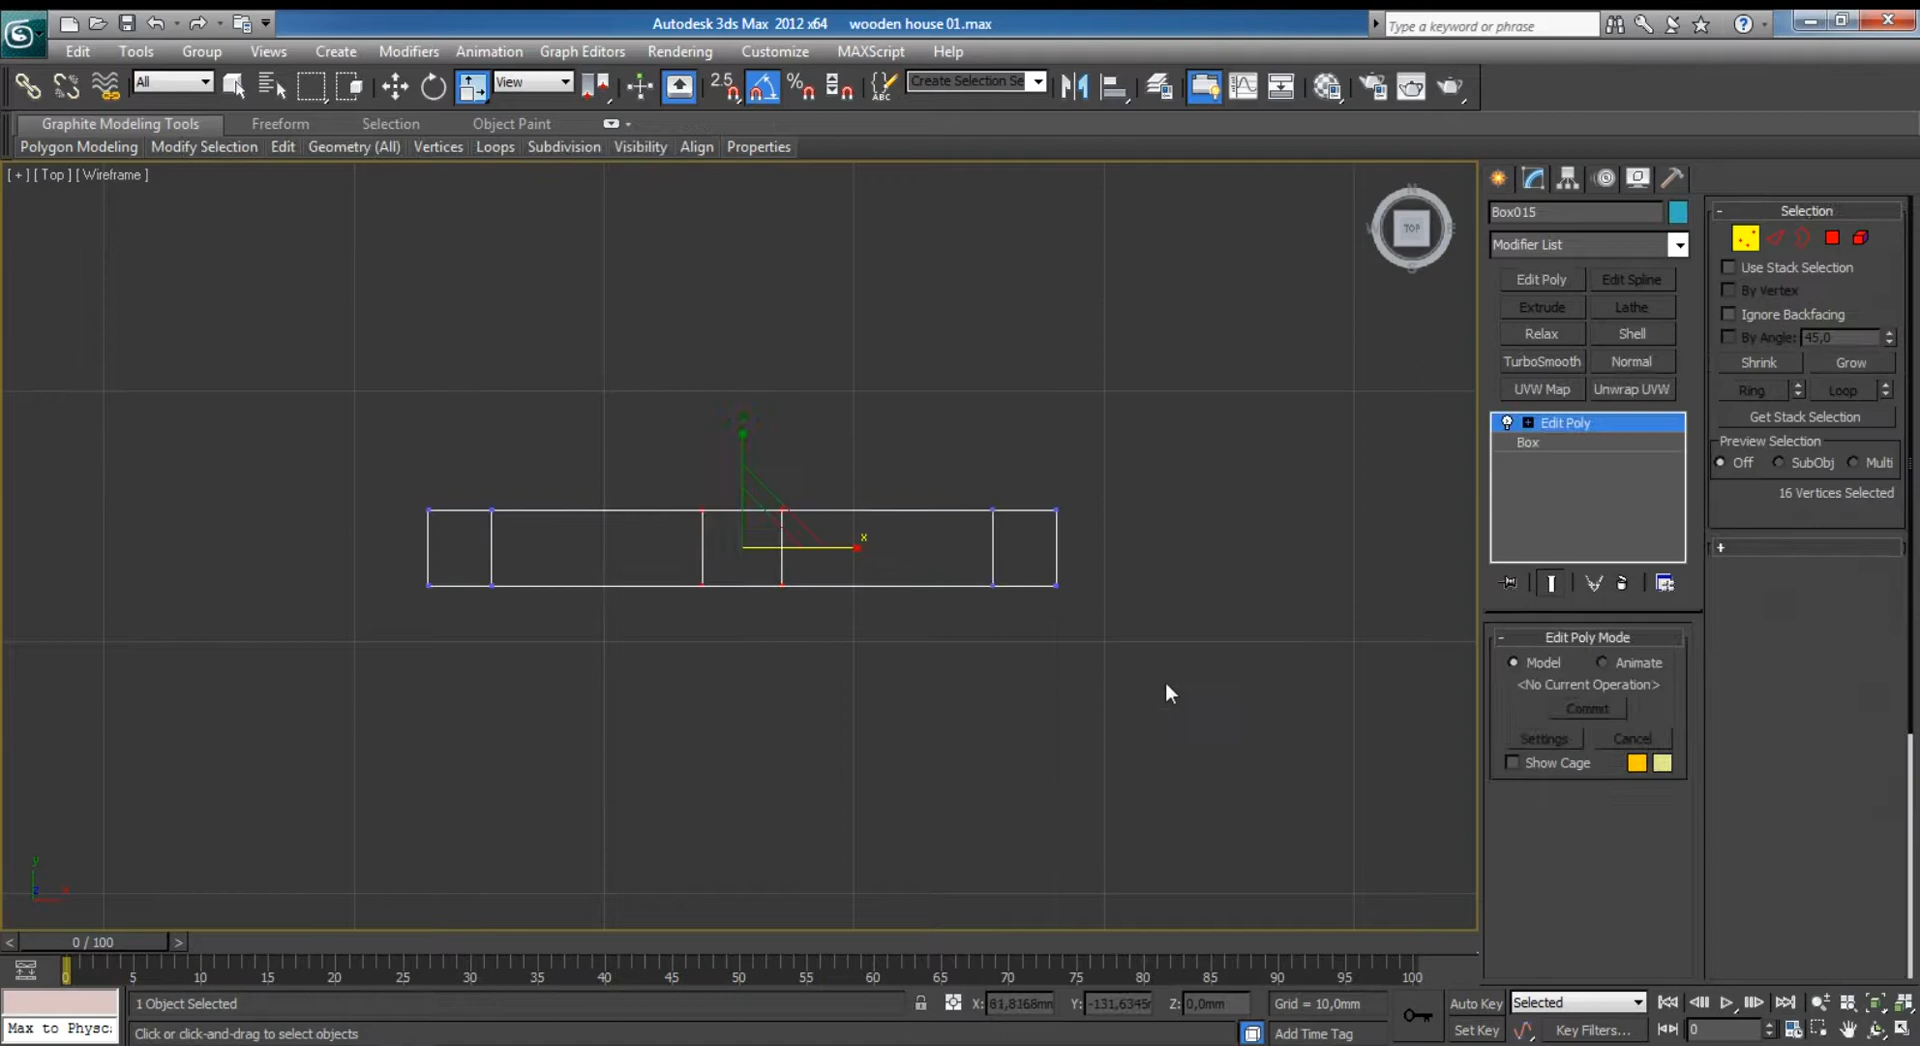 Autodesk 3ds Max 2012 x64 wooden house 01.max
Type a keyword or phrase
Edit Tools Group Views Create Modifiers Animation Graph Editors Rendering Customize MAXScript Help
All View 2.5 % ABC Create Selection Se
Graphite Modeling Tools Freeform Selection Object Paint
Polygon Modeling Modify Selection Edit Geometry (All) Vertices Loops Subdivision Visibility Align Properties
[ + ] [ Top ] [ Wireframe ]
N
TOP
S
x
y
Box015
Modifier List
Edit Poly Edit Spline
Extrude Lathe
Relax Shell
TurboSmooth Normal
UVW Map Unwrap UVW
Edit Poly
Box
Edit Poly Mode
Model Animate
<No Current Operation>
Commit
Settings Cancel
Show Cage
Selection
Use Stack Selection
By Vertex
Ignore Backfacing
By Angle: 45,0
Shrink Grow
Ring Loop
Get Stack Selection
Preview Selection
Off SubObj Multi
16 Vertices Selected
< 0 / 100 >
0 5 10 15 20 25 30 35 40 45 50 55 60 65 70 75 80 85 90 95 100
1 Object Selected X: 81,8168mm Y: -131,6345r Z: 0,0mm Grid = 10,0mm Auto Key Selected
Max to Physc: Click or click-and-drag to select objects Add Time Tag Set Key Key Filters... 0